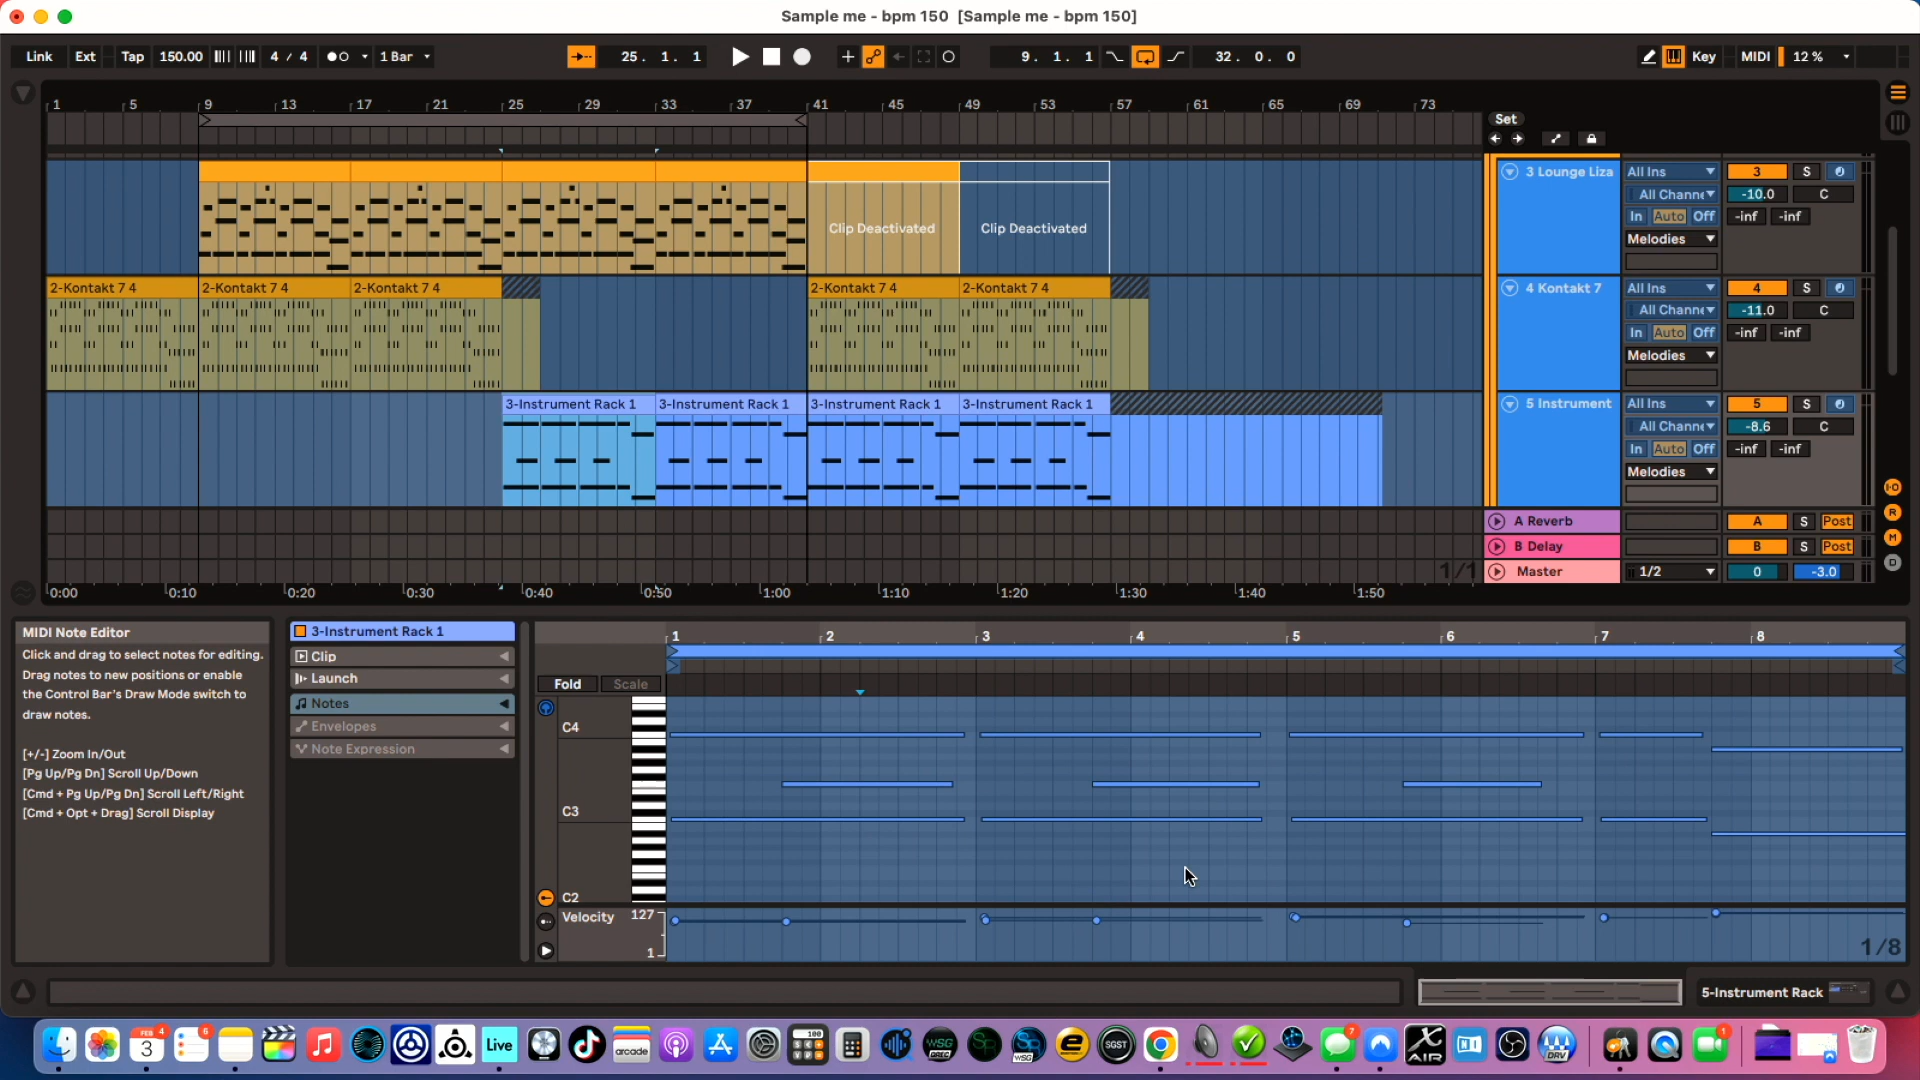 Sample me - bpm 150  [Sample me - bpm 150]
Link Ext Tap 150.00 4 / 4 1 Bar 25. 1. 1 9. 1. 1 32. 0. 0 Key MIDI 12 %
1 5 9 13 17 21 25 29 33 37 41 45 49 53 57 61 65 69 73
Set
3 Lounge Liza All Ins 3 S
All Channe -10.0 C
In Auto Off -inf -inf
Clip Deactivated Clip Deactivated
Melodies
2-Kontakt 7 4 2-Kontakt 7 4 2-Kontakt 7 4 2-Kontakt 7 4 2-Kontakt 7 4 4 Kontakt 7 All Ins 4 S
All Channe -11.0 C
In Auto Off -inf -inf
Melodies
3-Instrument Rack 1 3-Instrument Rack 1 3-Instrument Rack 1 3-Instrument Rack 1 5 Instrument All Ins 5 S
All Channe -8.6 C
In Auto Off -inf -inf
Melodies
A Reverb A S Post
B Delay B S Post
1/1 Master 1/2 0 -3.0
0:00 0:10 0:20 0:30 0:40 0:50 1:00 1:10 1:20 1:30 1:40 1:50
I·O
R
M
D
MIDI Note Editor
Click and drag to select notes for editing.
Drag notes to new positions or enable
the Control Bar's Draw Mode switch to
draw notes.
[+/-] Zoom In/Out
[Pg Up/Pg Dn] Scroll Up/Down
[Cmd + Pg Up/Pg Dn] Scroll Left/Right
[Cmd + Opt + Drag] Scroll Display
3-Instrument Rack 1
Clip
Launch
Notes
Envelopes
Note Expression
1 2 3 4 5 6 7 8
Fold Scale
C4
C3
C2
Velocity 127
1
1/8
5-Instrument Rack
FEB 4
3
6
Live
arcade
100
WSG
SGST
7
X AIR
DRV
1